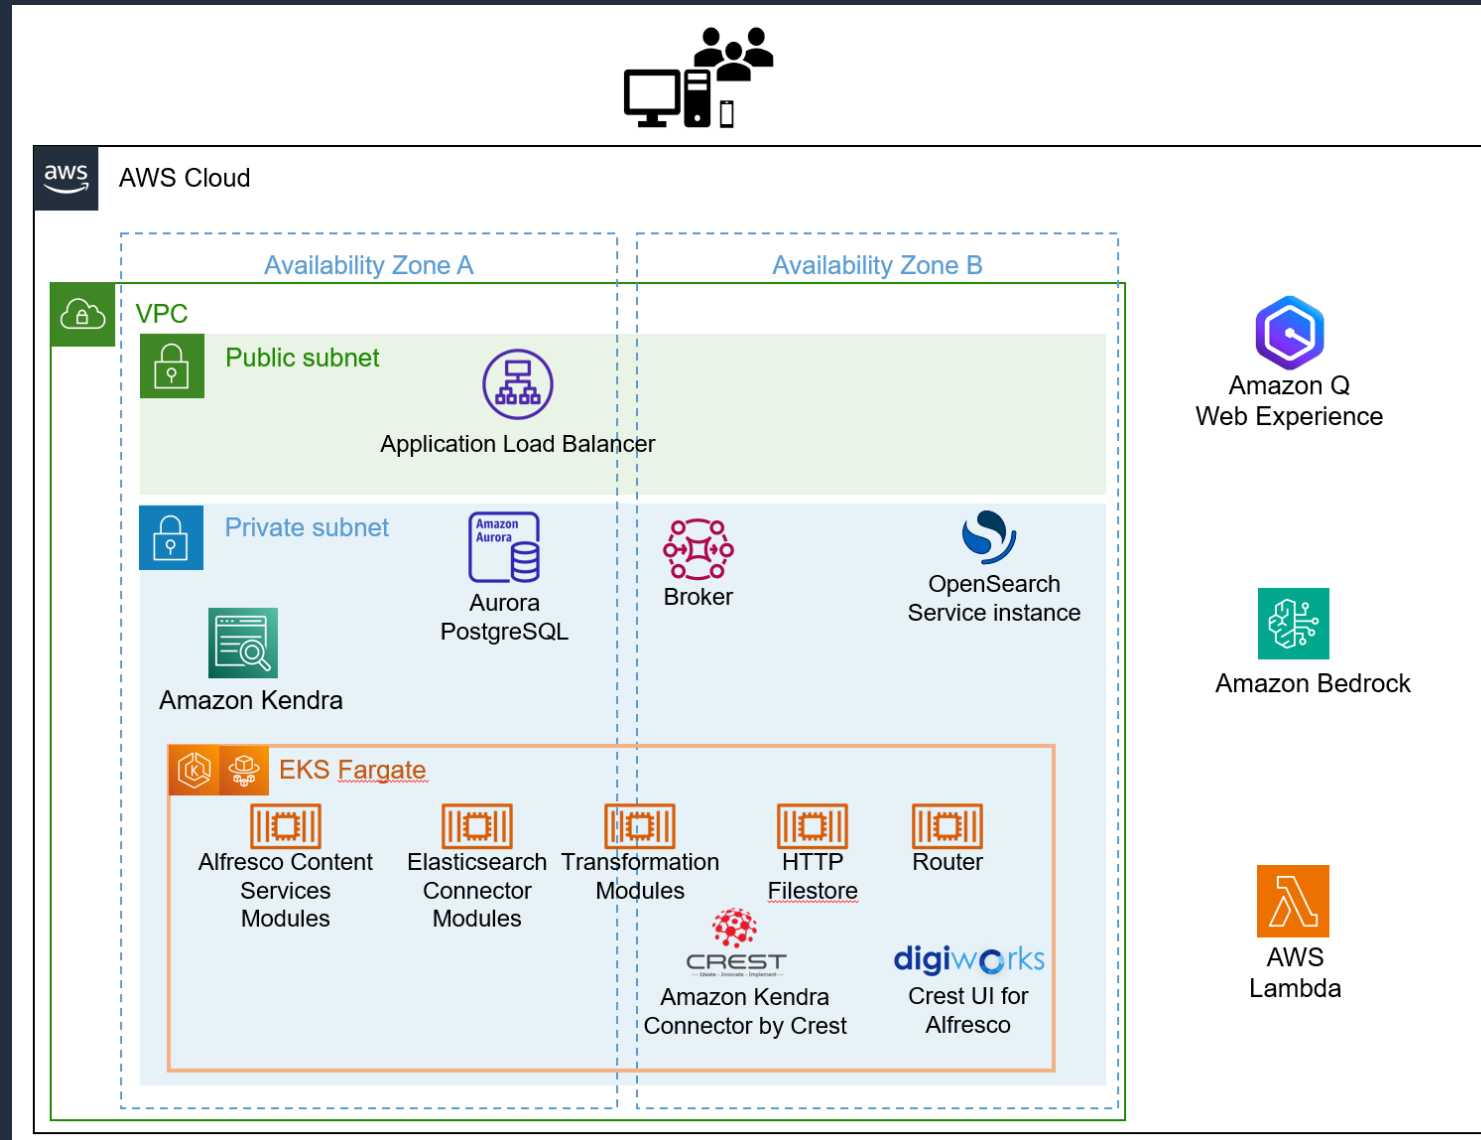 aws
AWS Cloud
Availability Zone A
Availability Zone B
VPC
Public subnet
Application Load Balancer
Private subnet
Amazon
Aurora
Aurora
PostgreSQL
Broker
OpenSearch
Service instance
Amazon Kendra
EKS Fargate
Alfresco Content
Services
Modules
Elasticsearch
Connector
Modules
Transformation
Modules
HTTP
Filestore
Router
CREST
Ideate - Innovate - Implement
Amazon Kendra
Connector by Crest
digiworks
Crest UI for
Alfresco
Amazon Q
Web Experience
Amazon Bedrock
AWS
Lambda